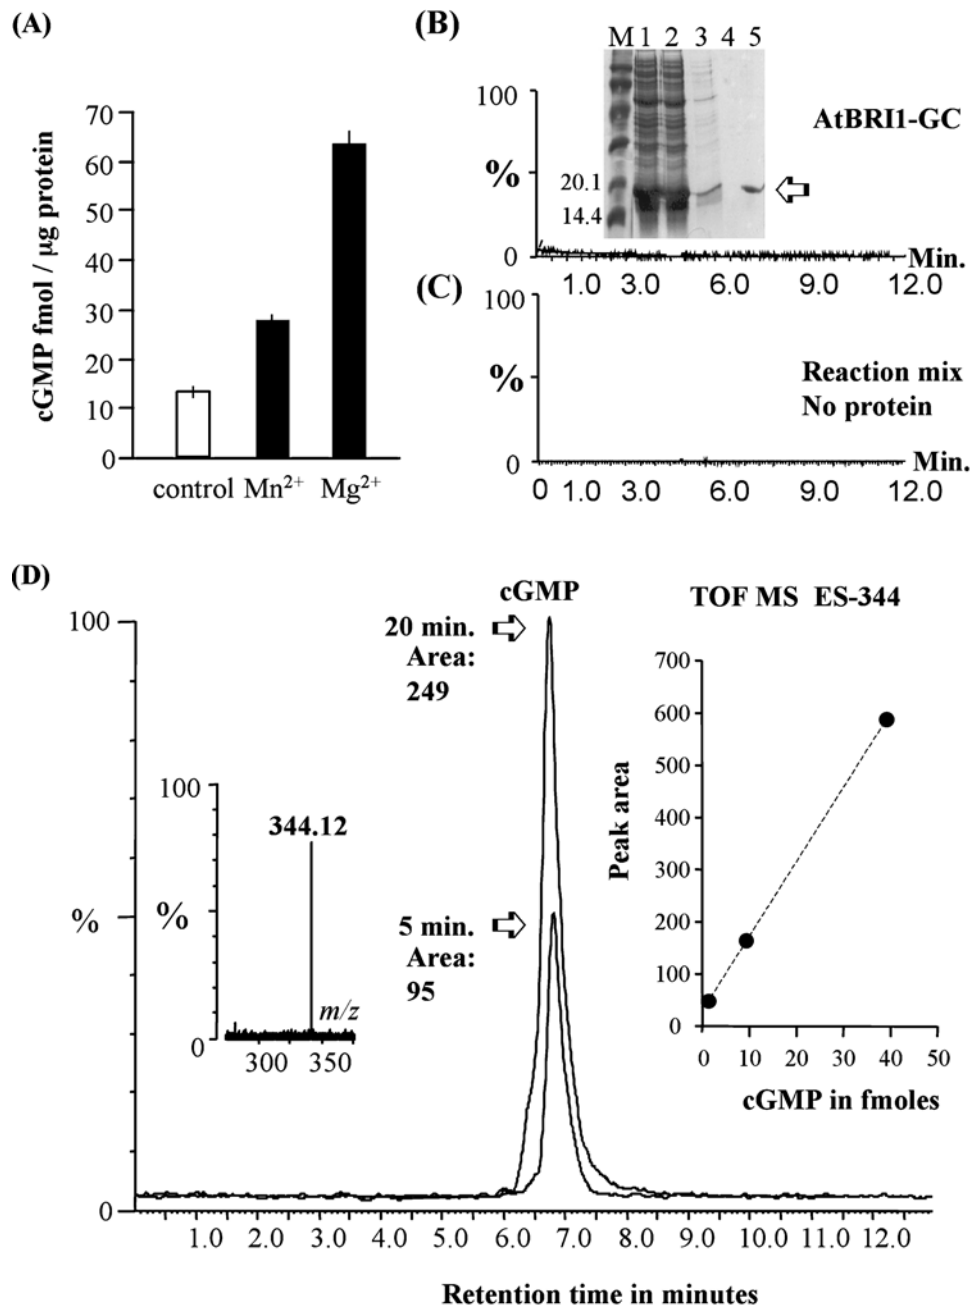 (A)
70
60
50
40
30
20
10
0
cGMP fmol / µg protein
control Mn²⁺ Mg²⁺
(B)
M 1 2 3 4 5
100
%
0
20.1
14.4
AtBRI1-GC
Min.
1.0 3.0 6.0 9.0 12.0
(C)
100
%
0
Reaction mix
No protein
Min.
0 1.0 3.0 6.0 9.0 12.0
(D)
100
%
0
cGMP
20 min.
Area:
249
5 min.
Area:
95
100
%
0
344.12
m/z
300 350
TOF MS ES-344
700
600
500
400
300
200
100
0
Peak area
0 10 20 30 40 50
cGMP in fmoles
1.0 2.0 3.0 4.0 5.0 6.0 7.0 8.0 9.0 10.0 11.0 12.0
Retention time in minutes